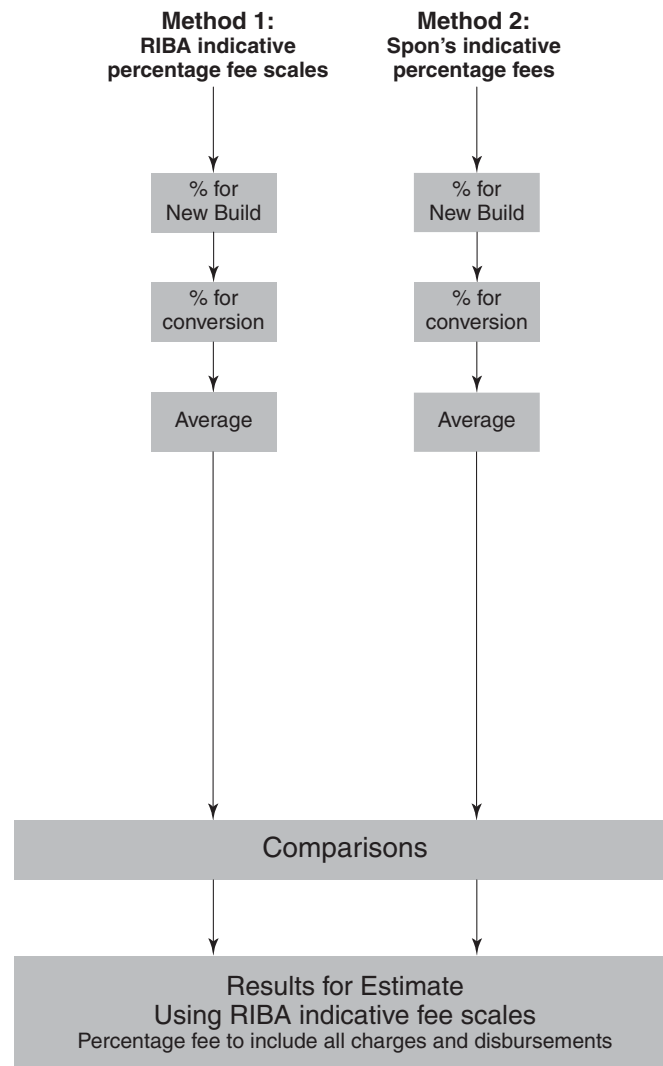 Method 1:
RIBA indicative
percentage fee scales
Method 2:
Spon's indicative
percentage fees
% for
New Build
% for
New Build
% for
conversion
% for
conversion
Average
Average
Comparisons
Results for Estimate
Using RIBA indicative fee scales
Percentage fee to include all charges and disbursements